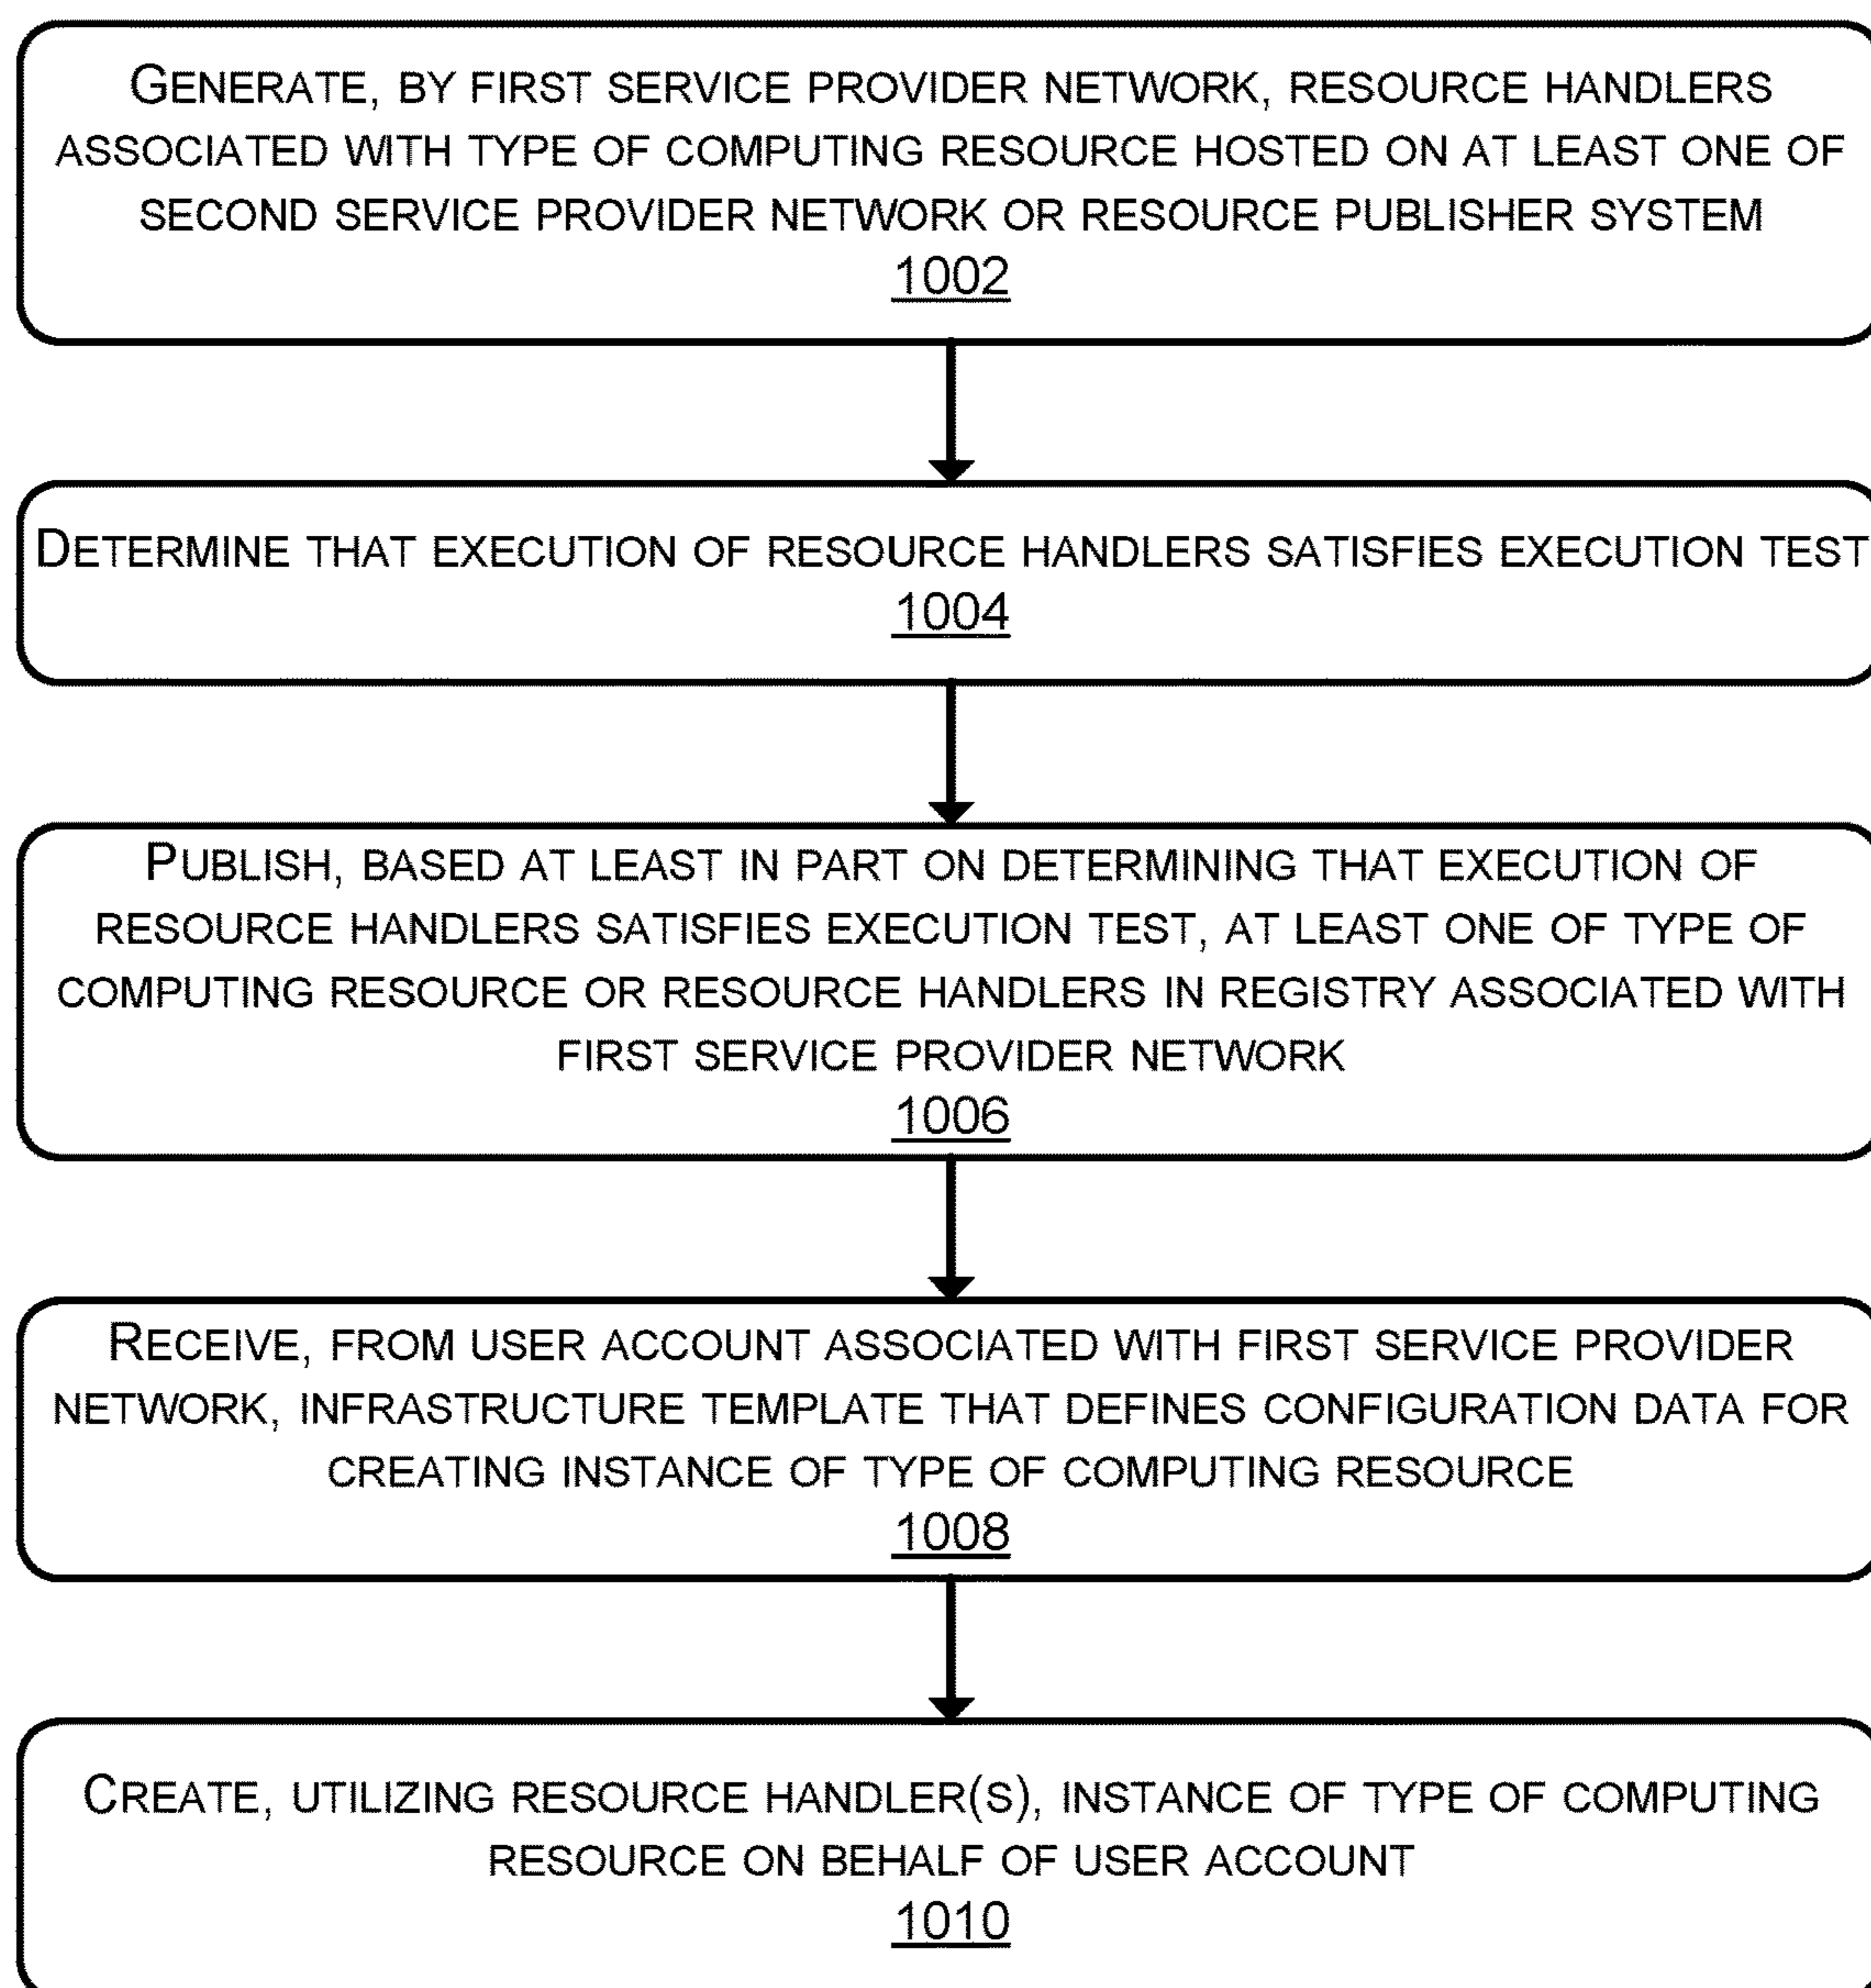 GENERATE, BY FIRST SERVICE PROVIDER NETWORK, RESOURCE HANDLERS
ASSOCIATED WITH TYPE OF COMPUTING RESOURCE HOSTED ON AT LEAST ONE OF
SECOND SERVICE PROVIDER NETWORK OR RESOURCE PUBLISHER SYSTEM
1002
DETERMINE THAT EXECUTION OF RESOURCE HANDLERS SATISFIES EXECUTION TEST
1004
PUBLISH, BASED AT LEAST IN PART ON DETERMINING THAT EXECUTION OF
RESOURCE HANDLERS SATISFIES EXECUTION TEST, AT LEAST ONE OF TYPE OF
COMPUTING RESOURCE OR RESOURCE HANDLERS IN REGISTRY ASSOCIATED WITH
FIRST SERVICE PROVIDER NETWORK
1006
RECEIVE, FROM USER ACCOUNT ASSOCIATED WITH FIRST SERVICE PROVIDER
NETWORK, INFRASTRUCTURE TEMPLATE THAT DEFINES CONFIGURATION DATA FOR
CREATING INSTANCE OF TYPE OF COMPUTING RESOURCE
1008
CREATE, UTILIZING RESOURCE HANDLER(S), INSTANCE OF TYPE OF COMPUTING
RESOURCE ON BEHALF OF USER ACCOUNT
1010